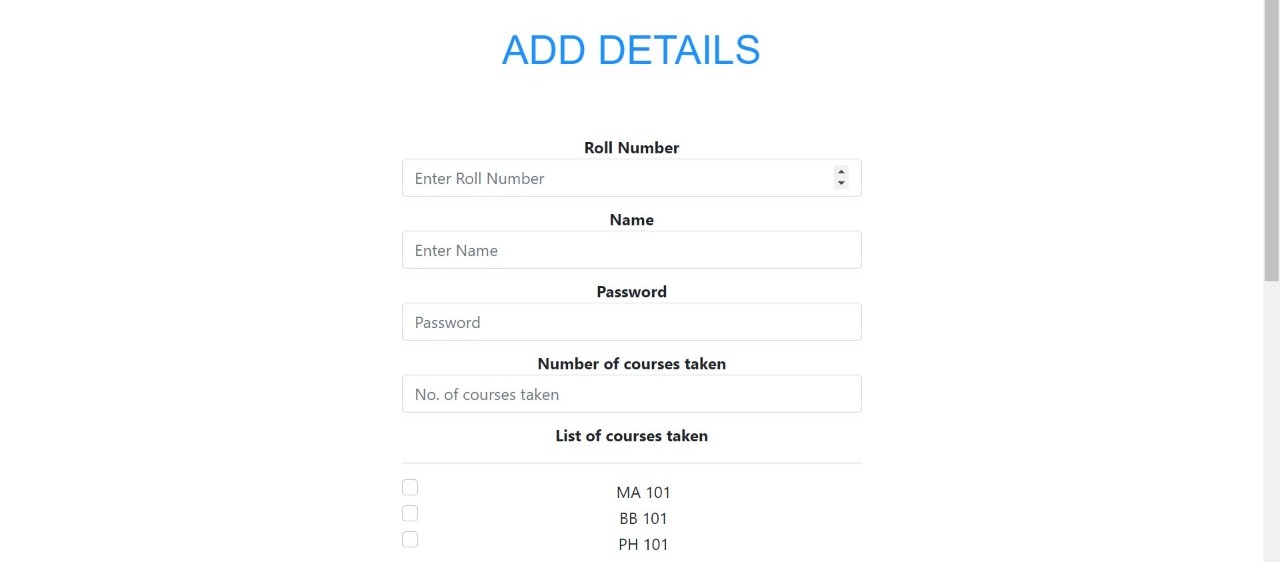 ADD DETAILS
Roll Number
Enter Roll Number
Name
Enter Name
Password
Password
Number of courses taken
No. of courses taken
List of courses taken
MA 101
BB 101
PH 101